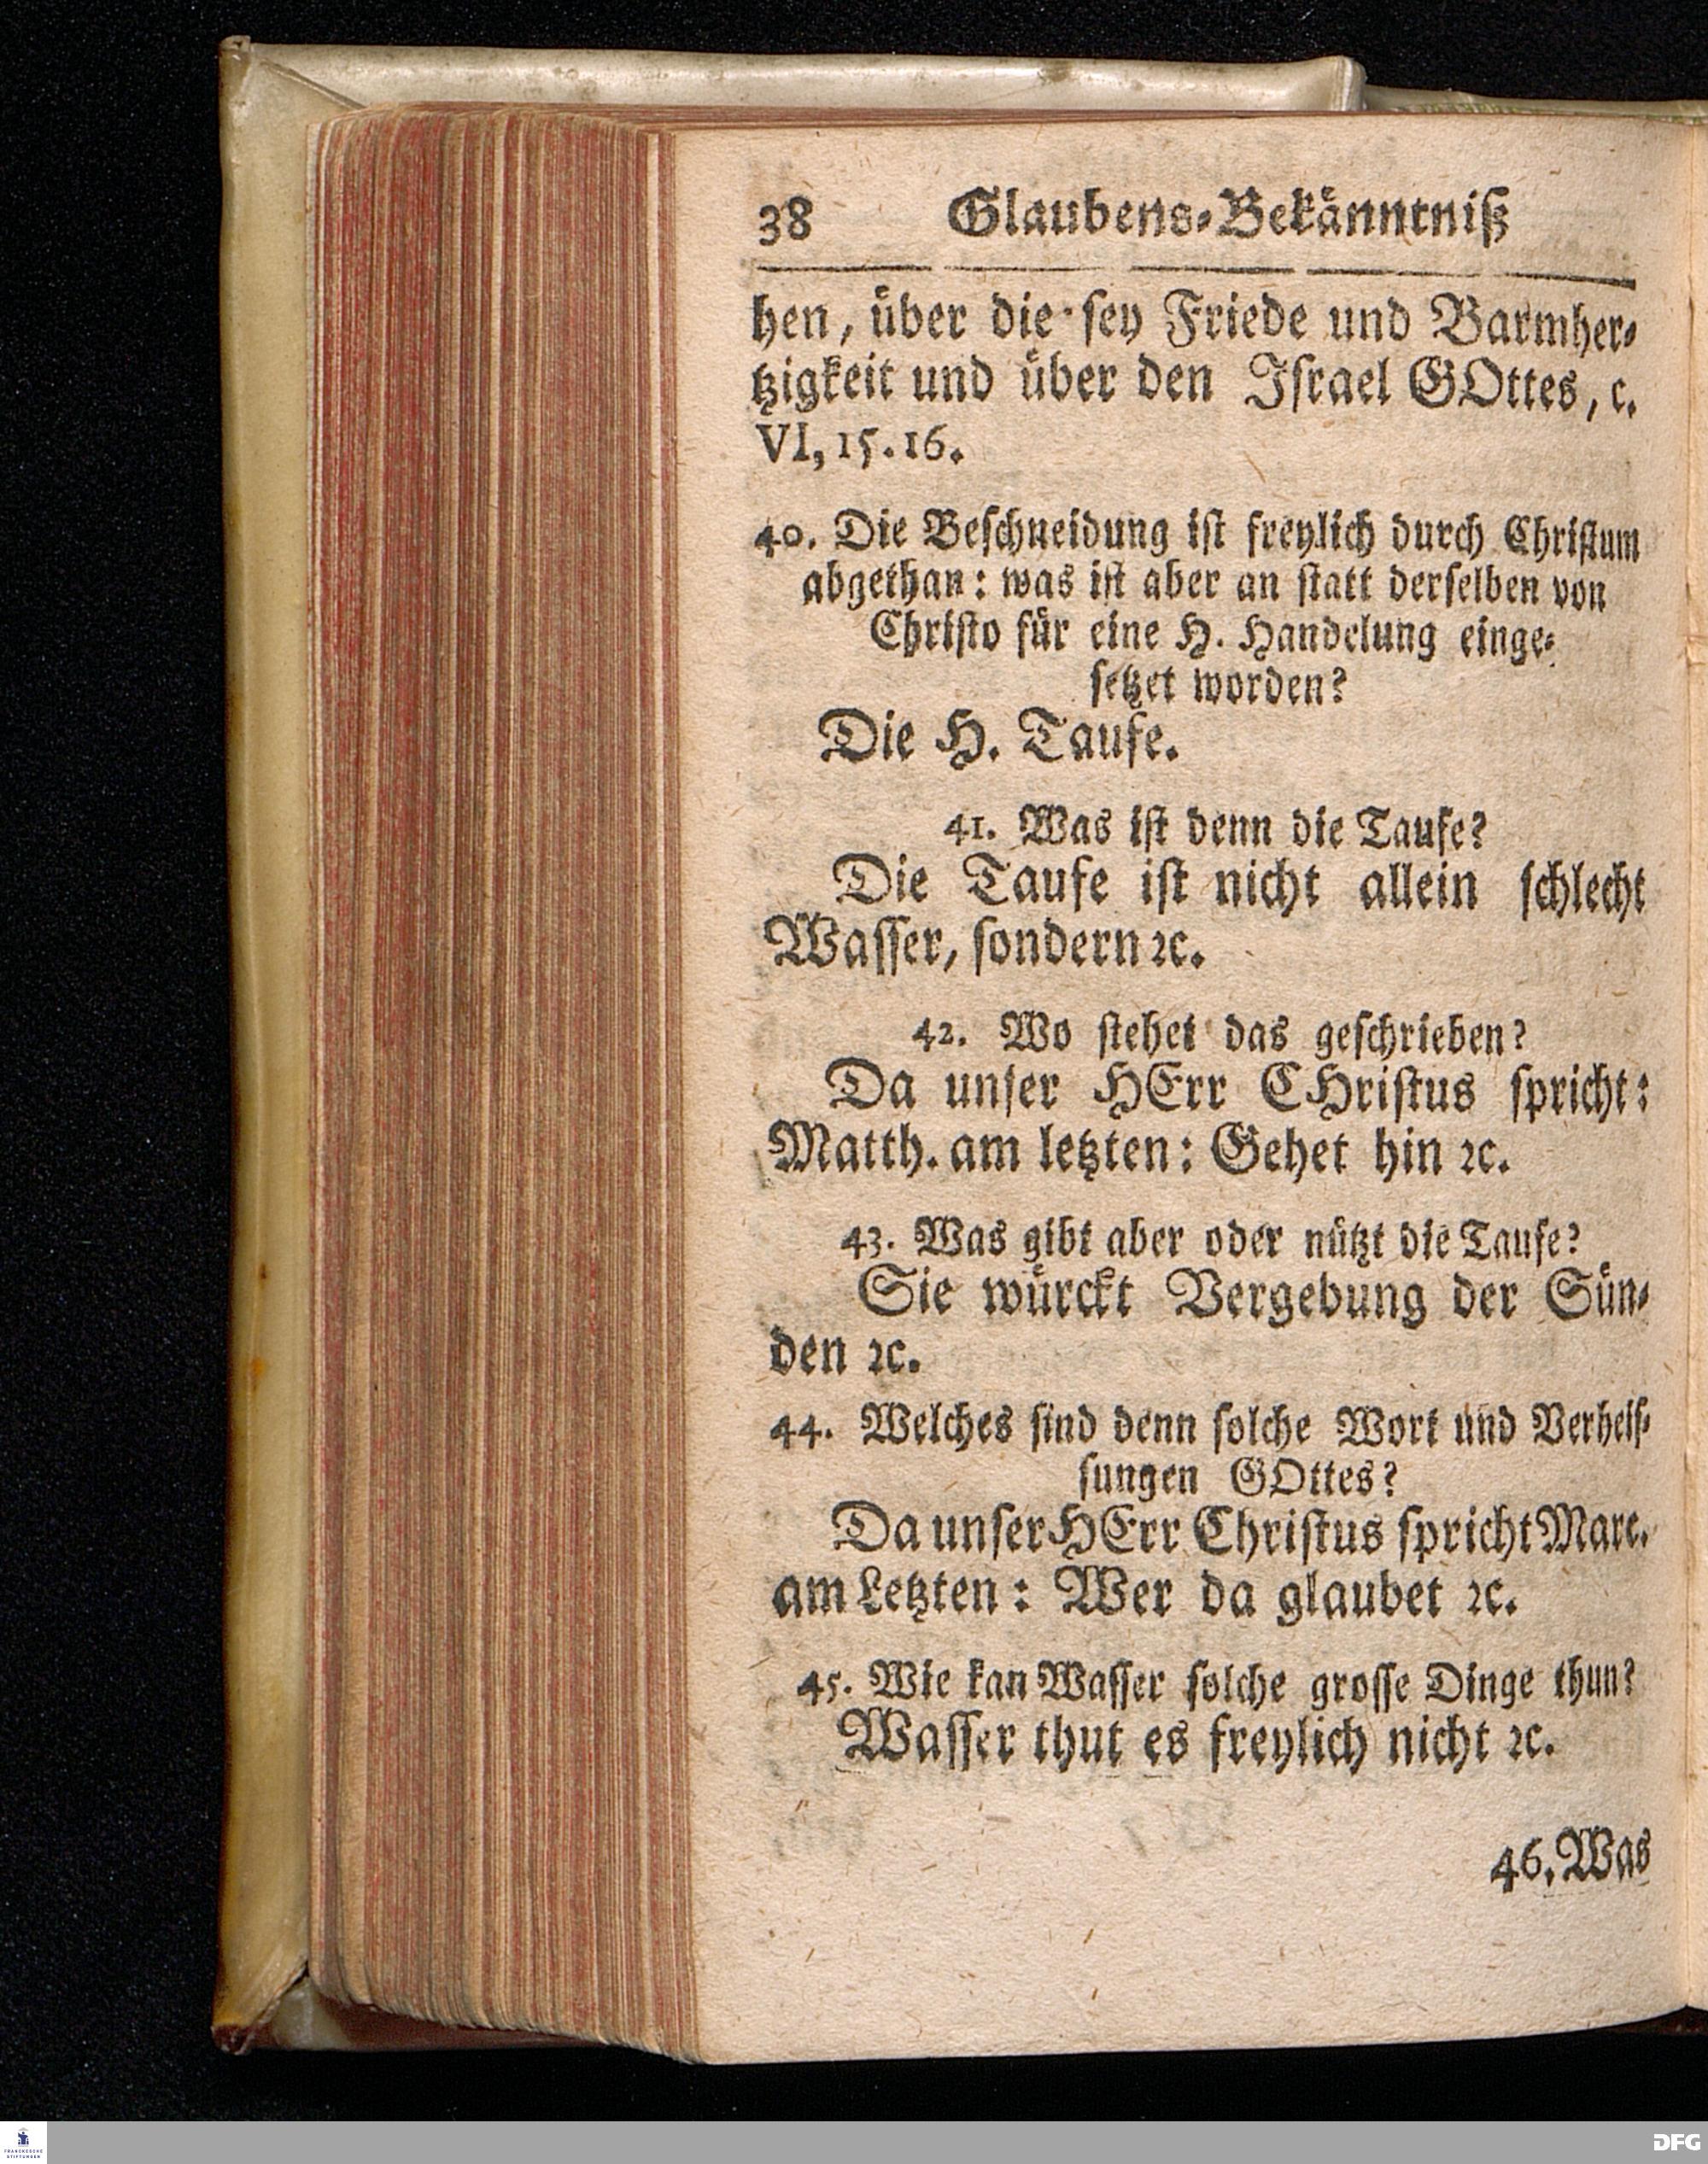 38 Glaubens-Bekänntniß
hen, über die sey Friede und Barmher-
tzigkeit und über den Israel GOttes, c.
VI, 15. 16.
40. Die Beschneidung ist freylich durch Christum
abgethan: was ist aber an statt derselben von
Christo für eine H. Handelung einge-
setzet worden?
Die H. Taufe.
41. Was ist denn die Taufe?
Die Taufe ist nicht allein schlecht
Wasser, sondern ꝛc.
42. Wo stehet das geschrieben?
Da unser HErr CHristus spricht:
Matth. am letzten: Gehet hin ꝛc.
43. Was gibt aber oder nützt die Taufe?
Sie würckt Vergebung der Sün-
den ꝛc.
44. Welches sind denn solche Wort und Verheis-
sungen GOttes?
Da unser HErr Christus spricht Marc.
am Letzten: Wer da glaubet ꝛc.
45. Wie kan Wasser solche grosse Dinge thun?
Wasser thut es freylich nicht ꝛc.
46. Was
FRANCKESCHE
STIFTUNGEN
DFG